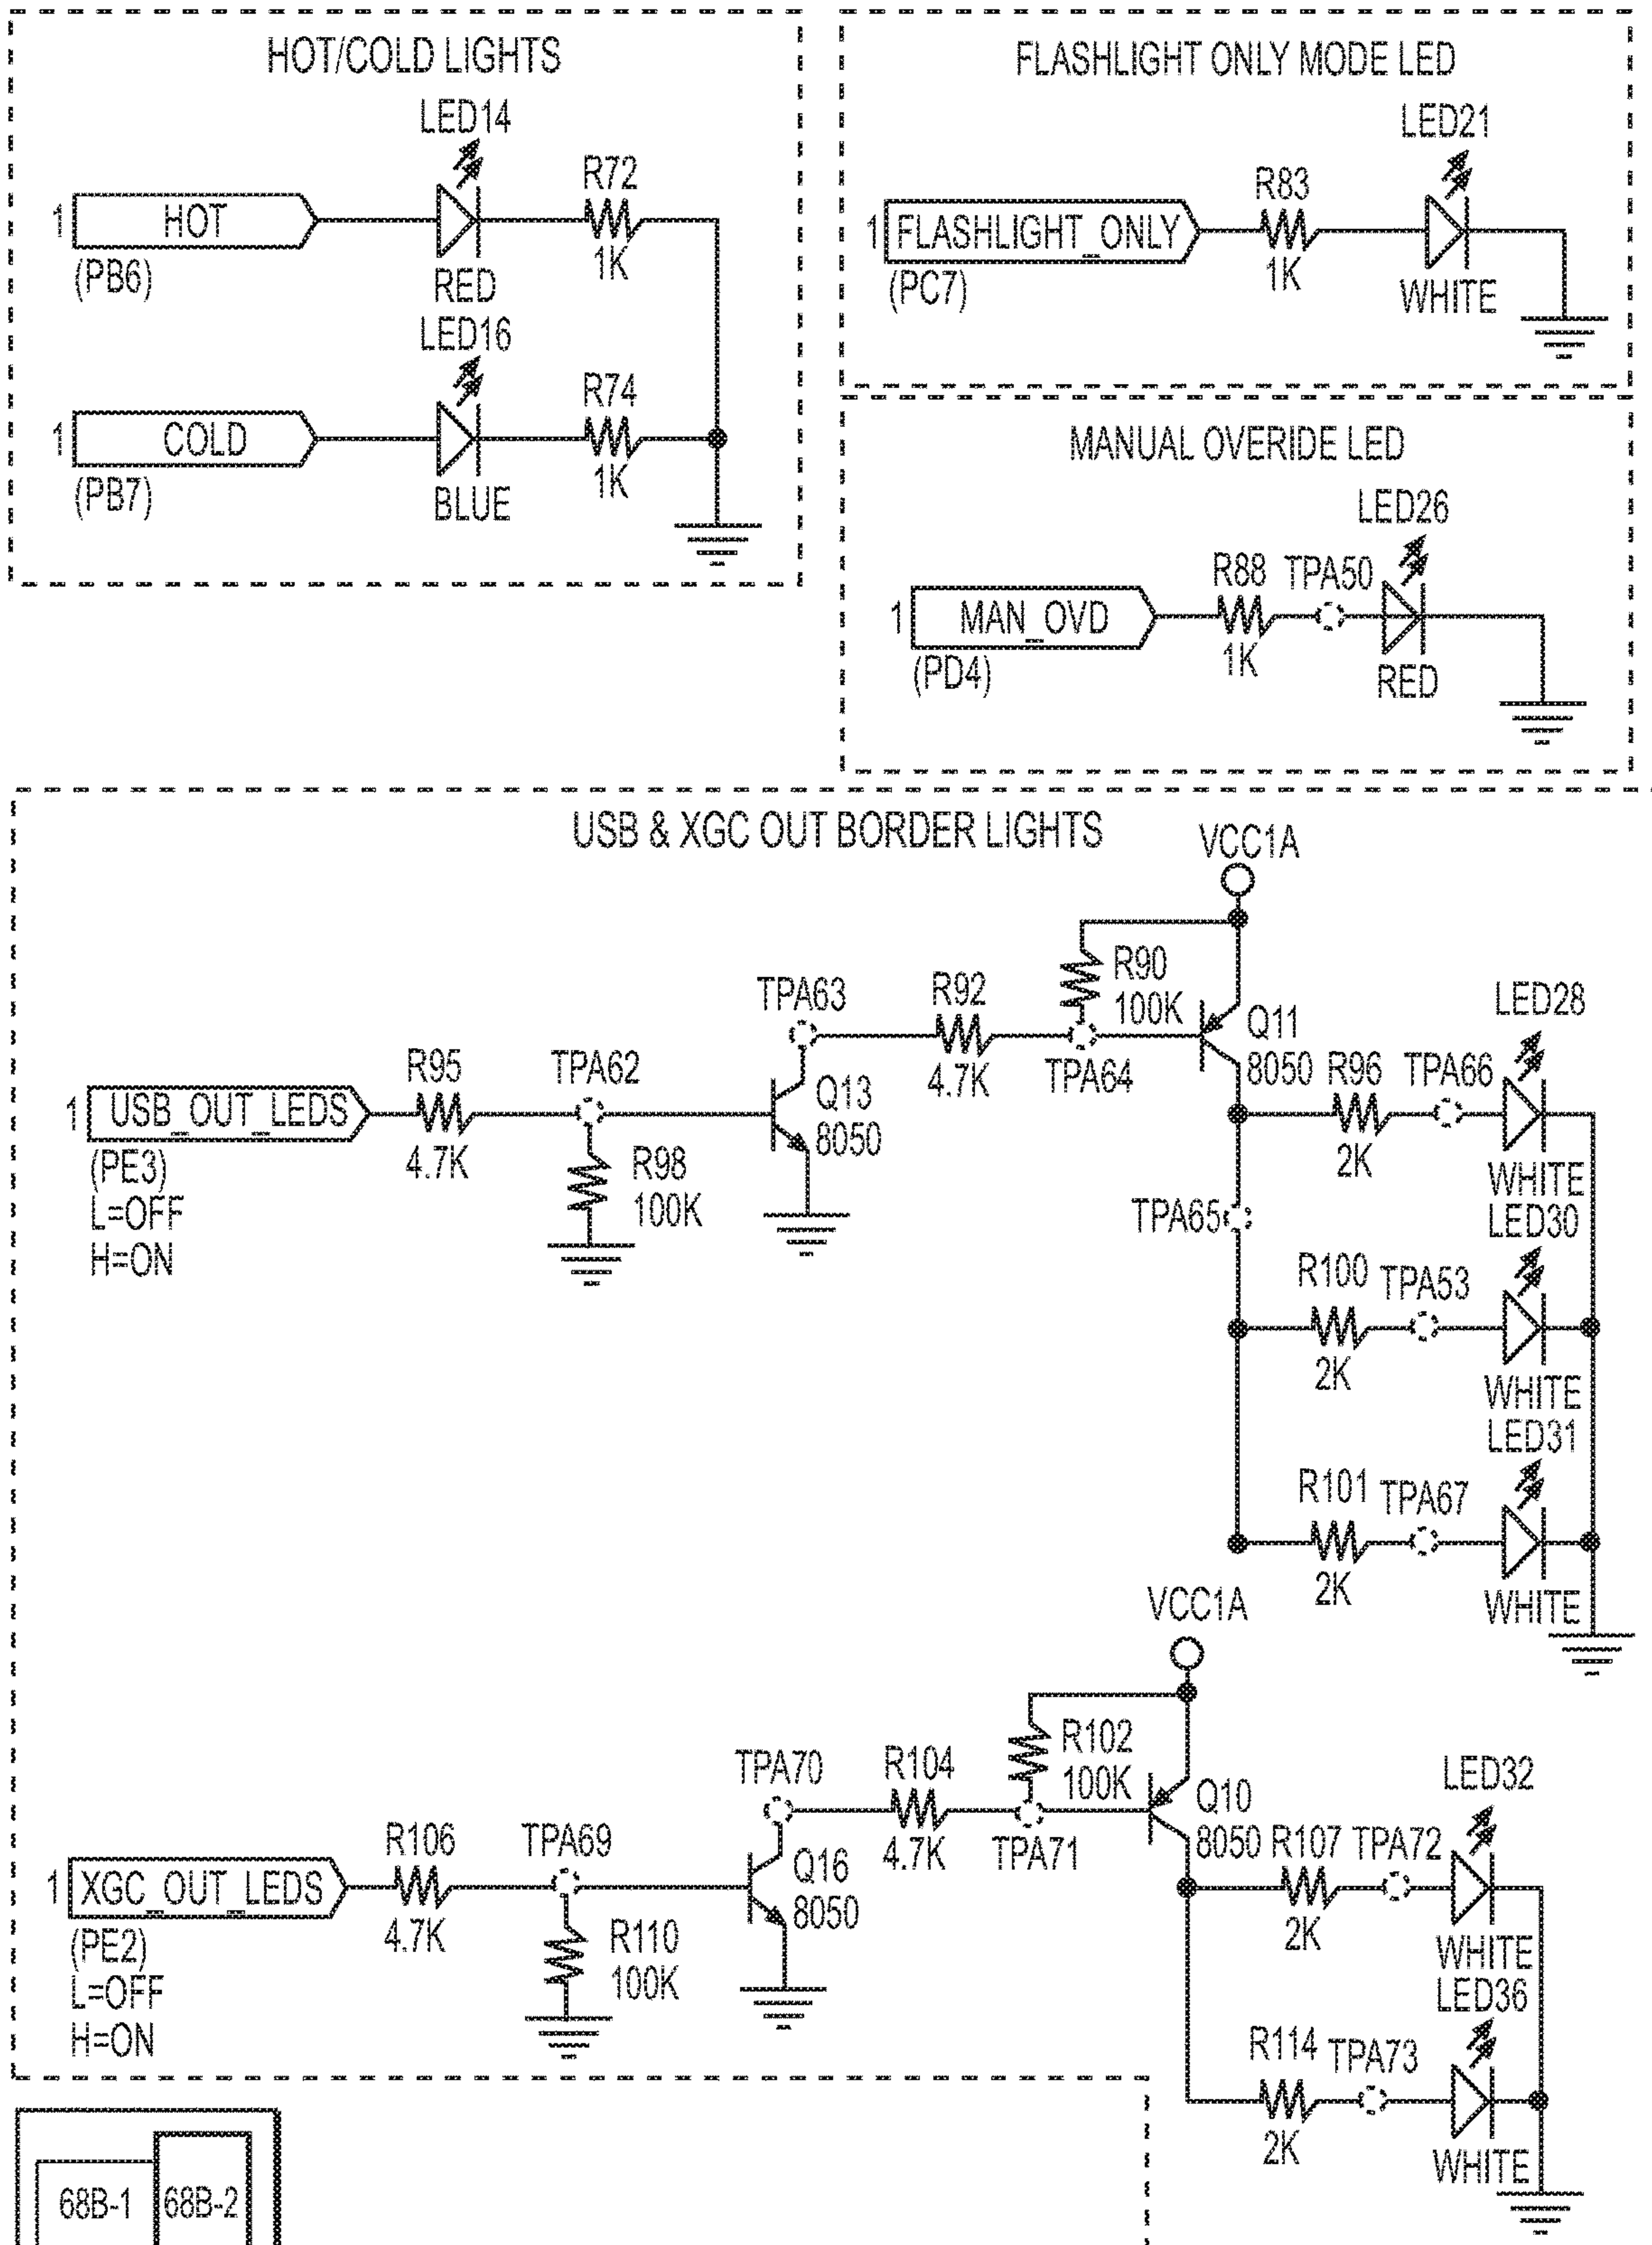 HOT/COLD LIGHTS
LED14
R72
1 HOT
1K
(PB6)
RED
LED16
R74
1 COLD
1K
(PB7)
BLUE
FLASHLIGHT ONLY MODE LED
LED21
R83
1 FLASHLIGHT_ONLY
1K
(PC7)
WHITE
MANUAL OVERIDE LED
LED26
R88 TPA50
1 MAN_OVD
1K
(PD4)
RED
USB & XGC OUT BORDER LIGHTS
VCC1A
R90
100K
TPA63
R92
4.7K
TPA64
Q11
8050
LED28
R95
TPA62
1 USB_OUT_LEDS
4.7K
(PE3)
L=OFF
H=ON
R98
100K
Q13
8050
R96 TPA66
2K
WHITE
TPA65
LED30
R100 TPA53
2K
WHITE
LED31
R101 TPA67
2K
WHITE
VCC1A
R102
100K
TPA70
R104
4.7K
TPA71
Q10
8050
LED32
R106
TPA69
1 XGC_OUT_LEDS
4.7K
(PE2)
L=OFF
H=ON
R110
100K
Q16
8050
R107 TPA72
2K
WHITE
LED36
R114 TPA73
2K
WHITE
68B-1 68B-2